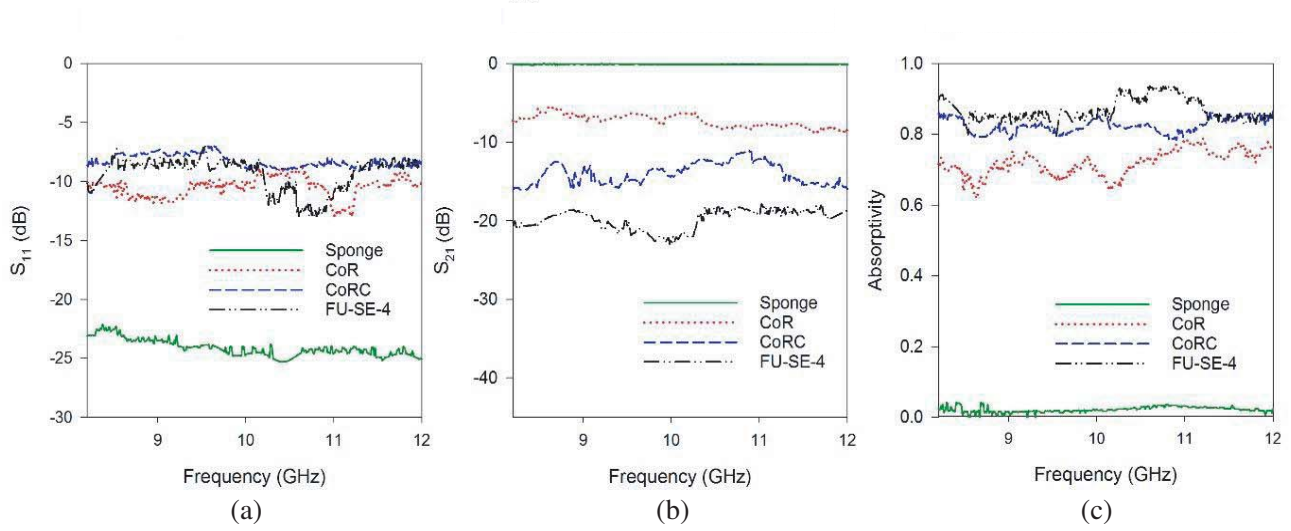 0
-5
-10
-15
-20
-25
-30
S11 (dB)
Sponge
CoR
CoRC
FU-SE-4
9 10 11 12
Frequency (GHz)
(a)
0
-10
-20
-30
-40
S21 (dB)
Sponge
CoR
CoRC
FU-SE-4
9 10 11 12
Frequency (GHz)
(b)
1.0
0.8
0.6
0.4
0.2
0.0
Absorptivity
Sponge
CoR
CoRC
FU-SE-4
9 10 11 12
Frequency (GHz)
(c)